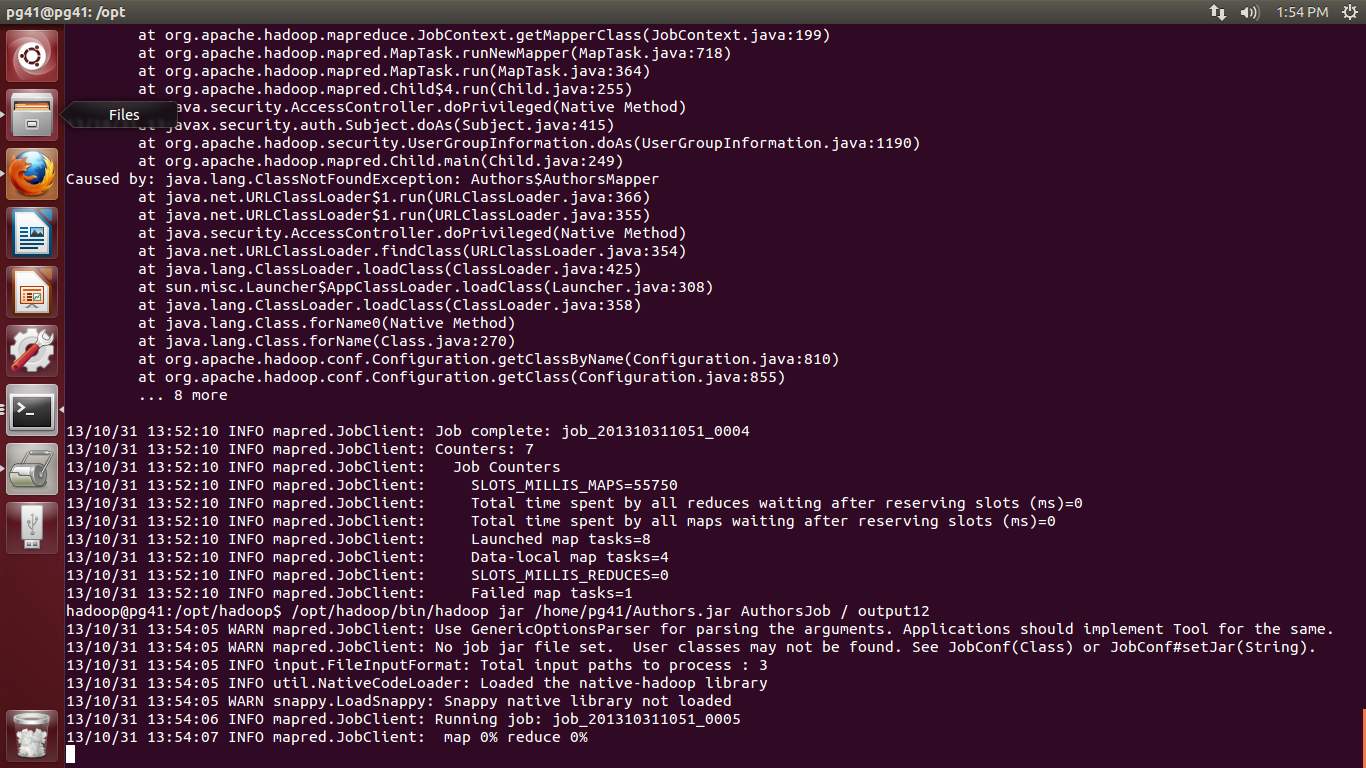 pg41@pg41: /opt
1:54 PM
at org.apache.hadoop.mapreduce.JobContext.getMapperClass(JobContext.java:199)
at org.apache.hadoop.mapred.MapTask.runNewMapper(MapTask.java:718)
at org.apache.hadoop.mapred.MapTask.run(MapTask.java:364)
at org.apache.hadoop.mapred.Child$4.run(Child.java:255)
Files
java.security.AccessController.doPrivileged(Native Method)
at javax.security.auth.Subject.doAs(Subject.java:415)
at org.apache.hadoop.security.UserGroupInformation.doAs(UserGroupInformation.java:1190)
at org.apache.hadoop.mapred.Child.main(Child.java:249)
Caused by: java.lang.ClassNotFoundException: Authors$AuthorsMapper
at java.net.URLClassLoader$1.run(URLClassLoader.java:366)
at java.net.URLClassLoader$1.run(URLClassLoader.java:355)
at java.security.AccessController.doPrivileged(Native Method)
at java.net.URLClassLoader.findClass(URLClassLoader.java:354)
at java.lang.ClassLoader.loadClass(ClassLoader.java:425)
at sun.misc.Launcher$AppClassLoader.loadClass(Launcher.java:308)
at java.lang.ClassLoader.loadClass(ClassLoader.java:358)
at java.lang.Class.forName0(Native Method)
at java.lang.Class.forName(Class.java:270)
at org.apache.hadoop.conf.Configuration.getClassByName(Configuration.java:810)
at org.apache.hadoop.conf.Configuration.getClass(Configuration.java:855)
... 8 more
13/10/31 13:52:10 INFO mapred.JobClient: Job complete: job_201310311051_0004
13/10/31 13:52:10 INFO mapred.JobClient: Counters: 7
13/10/31 13:52:10 INFO mapred.JobClient:   Job Counters
13/10/31 13:52:10 INFO mapred.JobClient:     SLOTS_MILLIS_MAPS=55750
13/10/31 13:52:10 INFO mapred.JobClient:     Total time spent by all reduces waiting after reserving slots (ms)=0
13/10/31 13:52:10 INFO mapred.JobClient:     Total time spent by all maps waiting after reserving slots (ms)=0
13/10/31 13:52:10 INFO mapred.JobClient:     Launched map tasks=8
13/10/31 13:52:10 INFO mapred.JobClient:     Data-local map tasks=4
13/10/31 13:52:10 INFO mapred.JobClient:     SLOTS_MILLIS_REDUCES=0
13/10/31 13:52:10 INFO mapred.JobClient:     Failed map tasks=1
hadoop@pg41:/opt/hadoop$ /opt/hadoop/bin/hadoop jar /home/pg41/Authors.jar AuthorsJob / output12
13/10/31 13:54:05 WARN mapred.JobClient: Use GenericOptionsParser for parsing the arguments. Applications should implement Tool for the same.
13/10/31 13:54:05 WARN mapred.JobClient: No job jar file set.  User classes may not be found. See JobConf(Class) or JobConf#setJar(String).
13/10/31 13:54:05 INFO input.FileInputFormat: Total input paths to process : 3
13/10/31 13:54:05 INFO util.NativeCodeLoader: Loaded the native-hadoop library
13/10/31 13:54:05 WARN snappy.LoadSnappy: Snappy native library not loaded
13/10/31 13:54:06 INFO mapred.JobClient: Running job: job_201310311051_0005
13/10/31 13:54:07 INFO mapred.JobClient:  map 0% reduce 0%